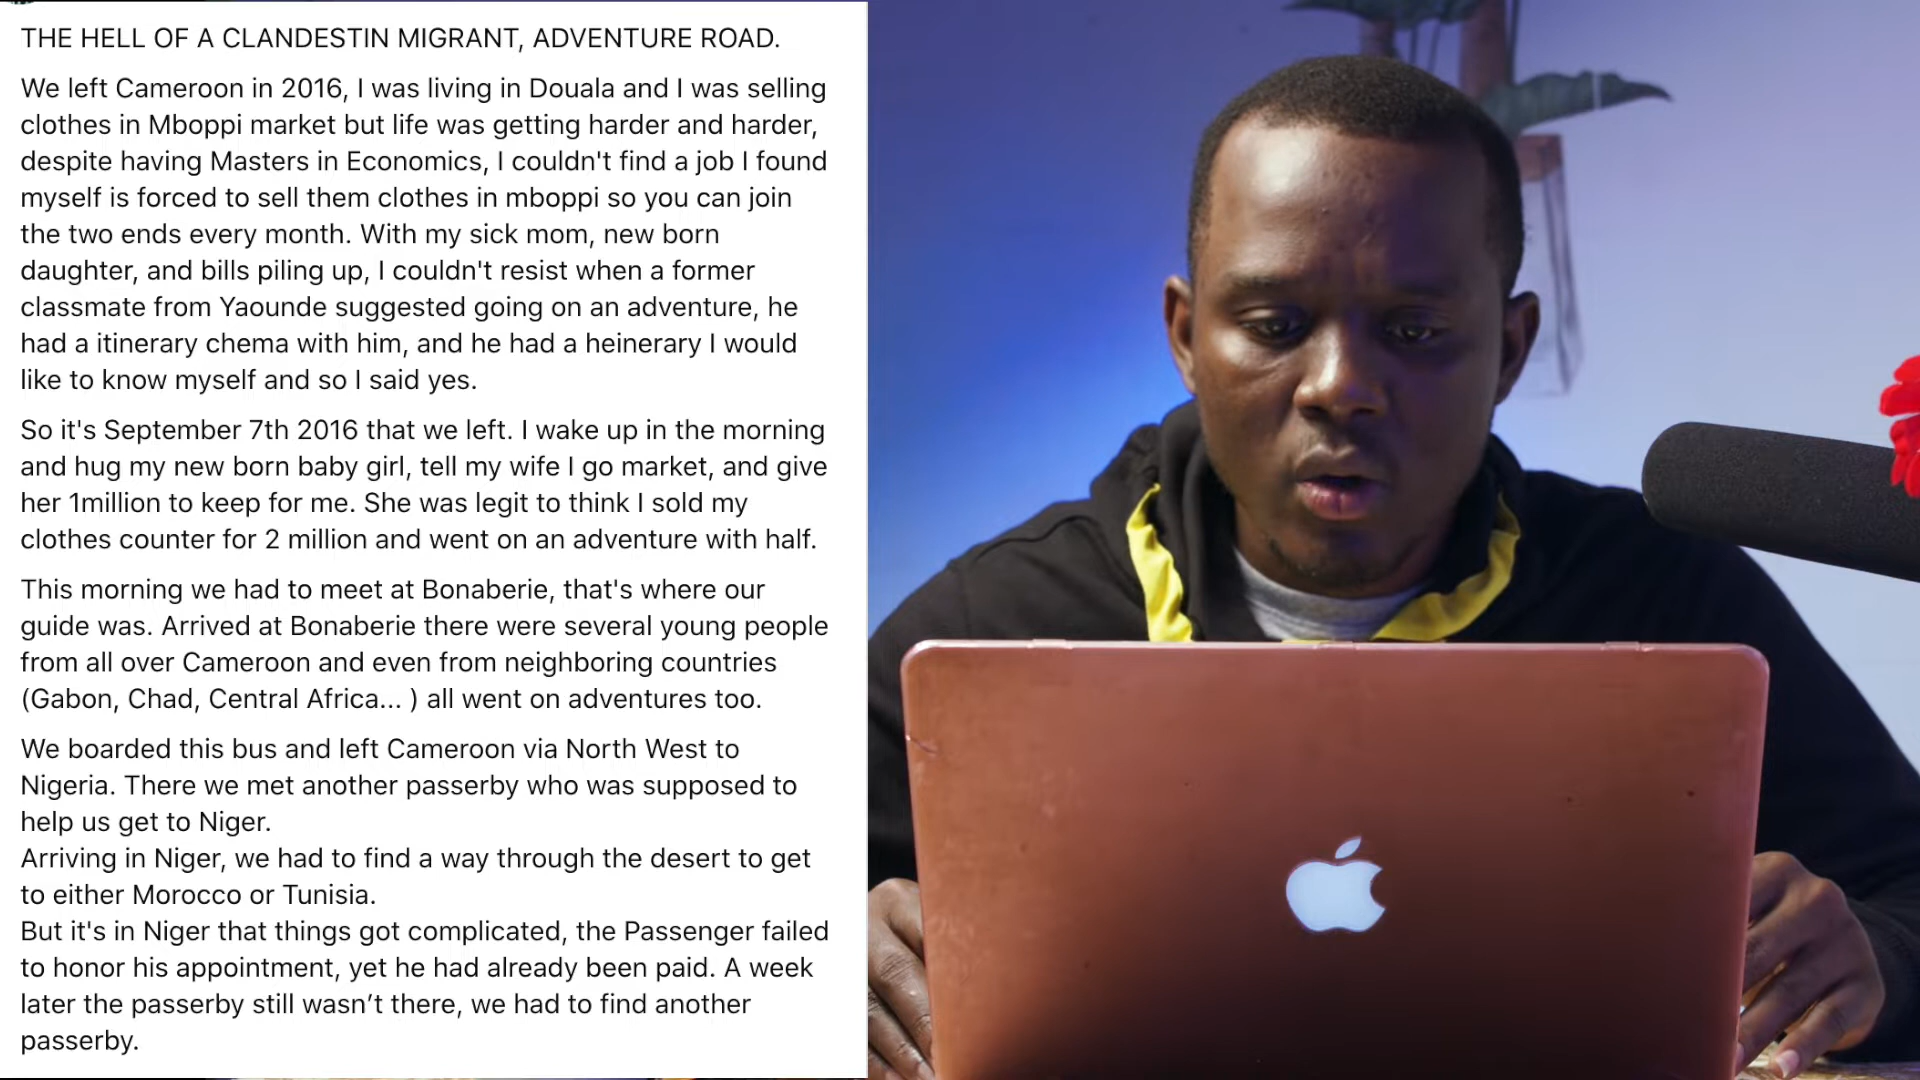 THE HELL OF A CLANDESTIN MIGRANT, ADVENTURE ROAD.
We left Cameroon in 2016, I was living in Douala and I was selling
clothes in Mboppi market but life was getting harder and harder,
despite having Masters in Economics, I couldn't find a job I found
myself is forced to sell them clothes in mboppi so you can join
the two ends every month. With my sick mom, new born
daughter, and bills piling up, I couldn't resist when a former
classmate from Yaounde suggested going on an adventure, he
had a itinerary chema with him, and he had a heinerary I would
like to know myself and so I said yes.
So it's September 7th 2016 that we left. I wake up in the morning
and hug my new born baby girl, tell my wife I go market, and give
her 1million to keep for me. She was legit to think I sold my
clothes counter for 2 million and went on an adventure with half.
This morning we had to meet at Bonaberie, that's where our
guide was. Arrived at Bonaberie there were several young people
from all over Cameroon and even from neighboring countries
(Gabon, Chad, Central Africa... ) all went on adventures too.
We boarded this bus and left Cameroon via North West to
Nigeria. There we met another passerby who was supposed to
help us get to Niger.
Arriving in Niger, we had to find a way through the desert to get
to either Morocco or Tunisia.
But it's in Niger that things got complicated, the Passenger failed
to honor his appointment, yet he had already been paid. A week
later the passerby still wasn’t there, we had to find another
passerby.